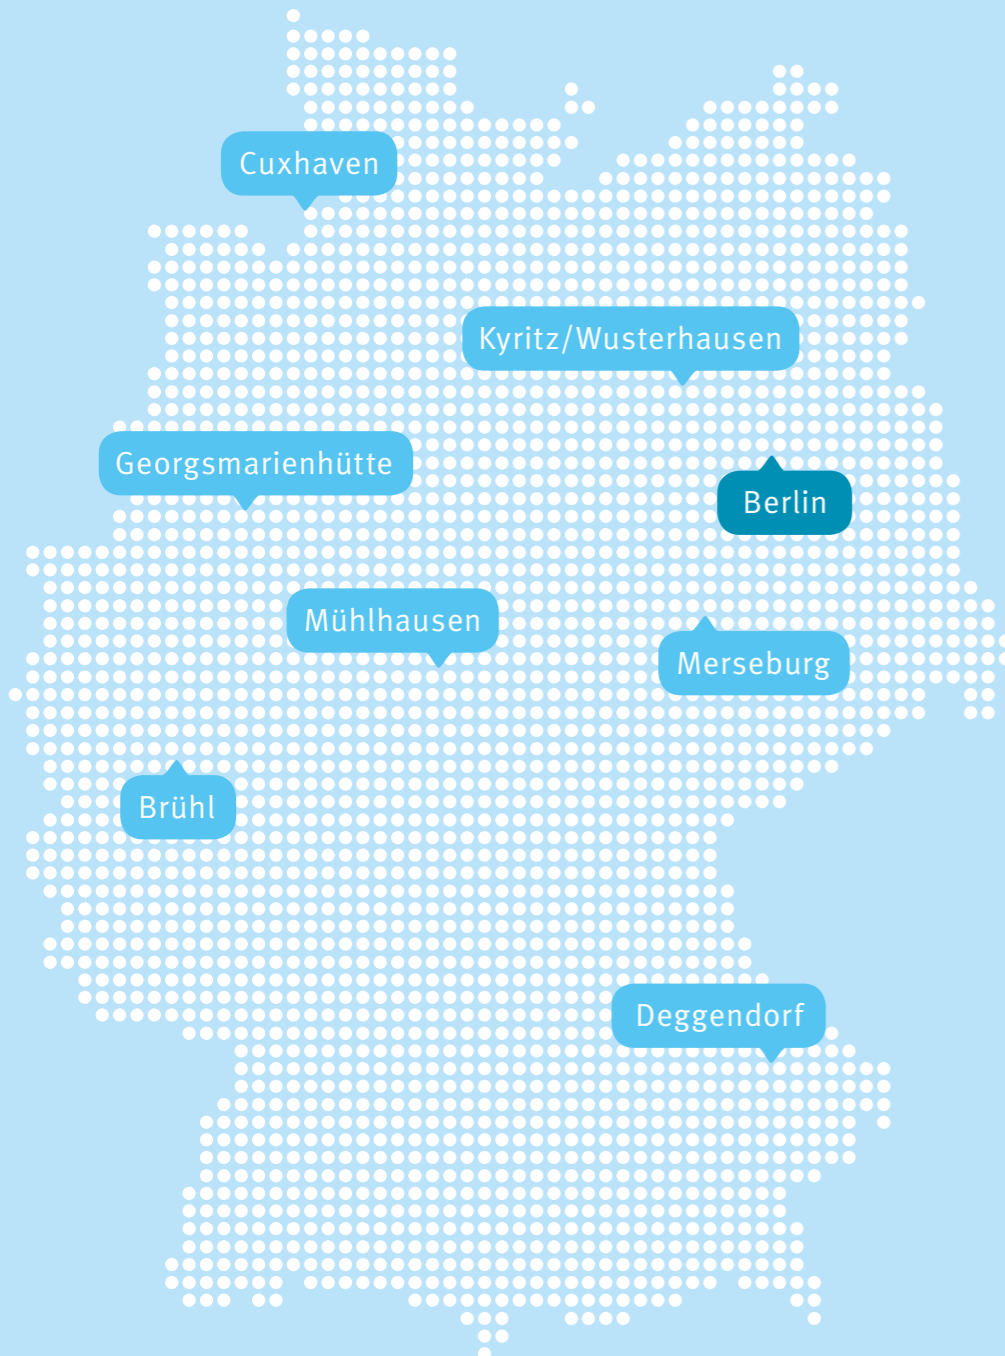 Cuxhaven
Kyritz/Wusterhausen
Georgsmarienhütte
Berlin
Mühlhausen
Merseburg
Brühl
Deggendorf